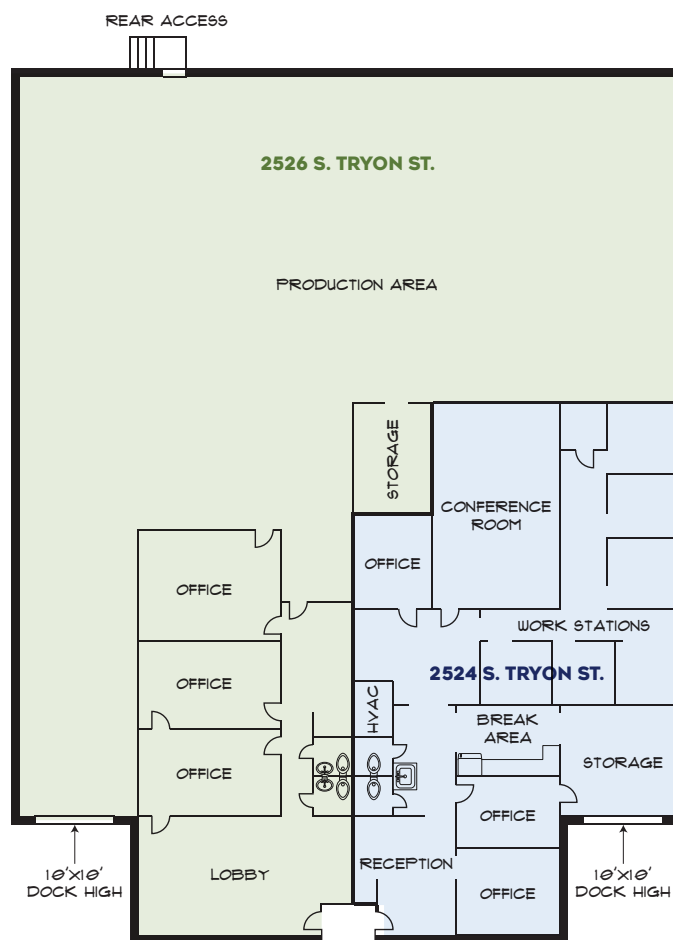 REAR ACCESS
2526 S. TRYON ST.
PRODUCTION AREA
STORAGE
CONFERENCE
ROOM
OFFICE
OFFICE
WORK STATIONS
2524 S. TRYON ST.
OFFICE
HVAC
BREAK
AREA
STORAGE
OFFICE
OFFICE
RECEPTION
LOBBY
10'X10'
DOCK HIGH
10'X10'
DOCK HIGH
OFFICE